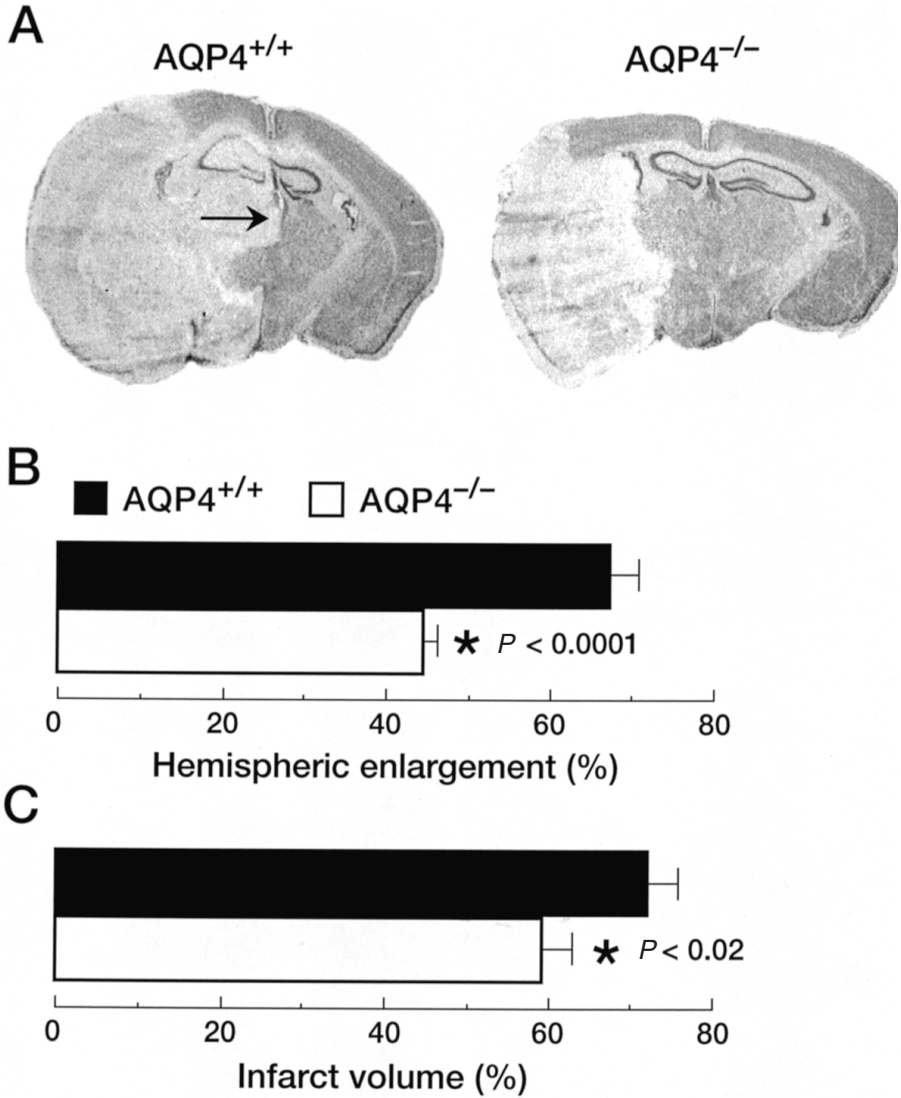 A
AQP4+/+ AQP4−/−
B
AQP4+/+ AQP4−/−
* P < 0.0001
0 20 40 60 80
Hemispheric enlargement (%)
C
* P < 0.02
0 20 40 60 80
Infarct volume (%)